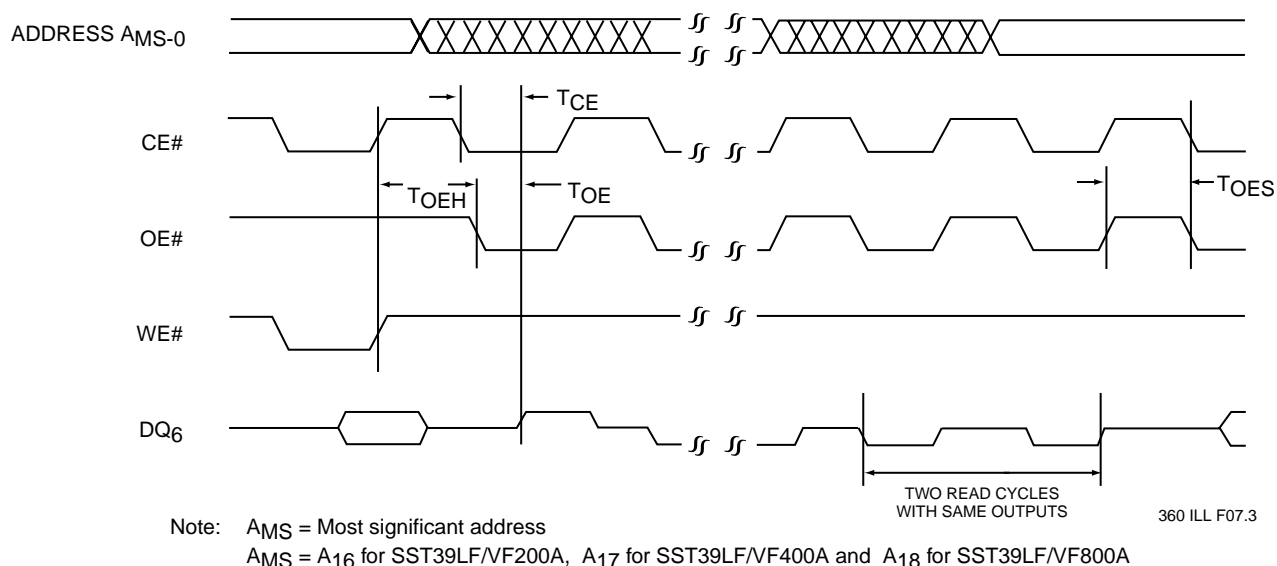 ADDRESS AMS-0
TCE
CE#
TOEH
TOE
TOES
OE#
WE#
DQ6
TWO READ CYCLES
WITH SAME OUTPUTS
360 ILL F07.3
Note: AMS = Most significant address
AMS = A16 for SST39LF/VF200A, A17 for SST39LF/VF400A and A18 for SST39LF/VF800A